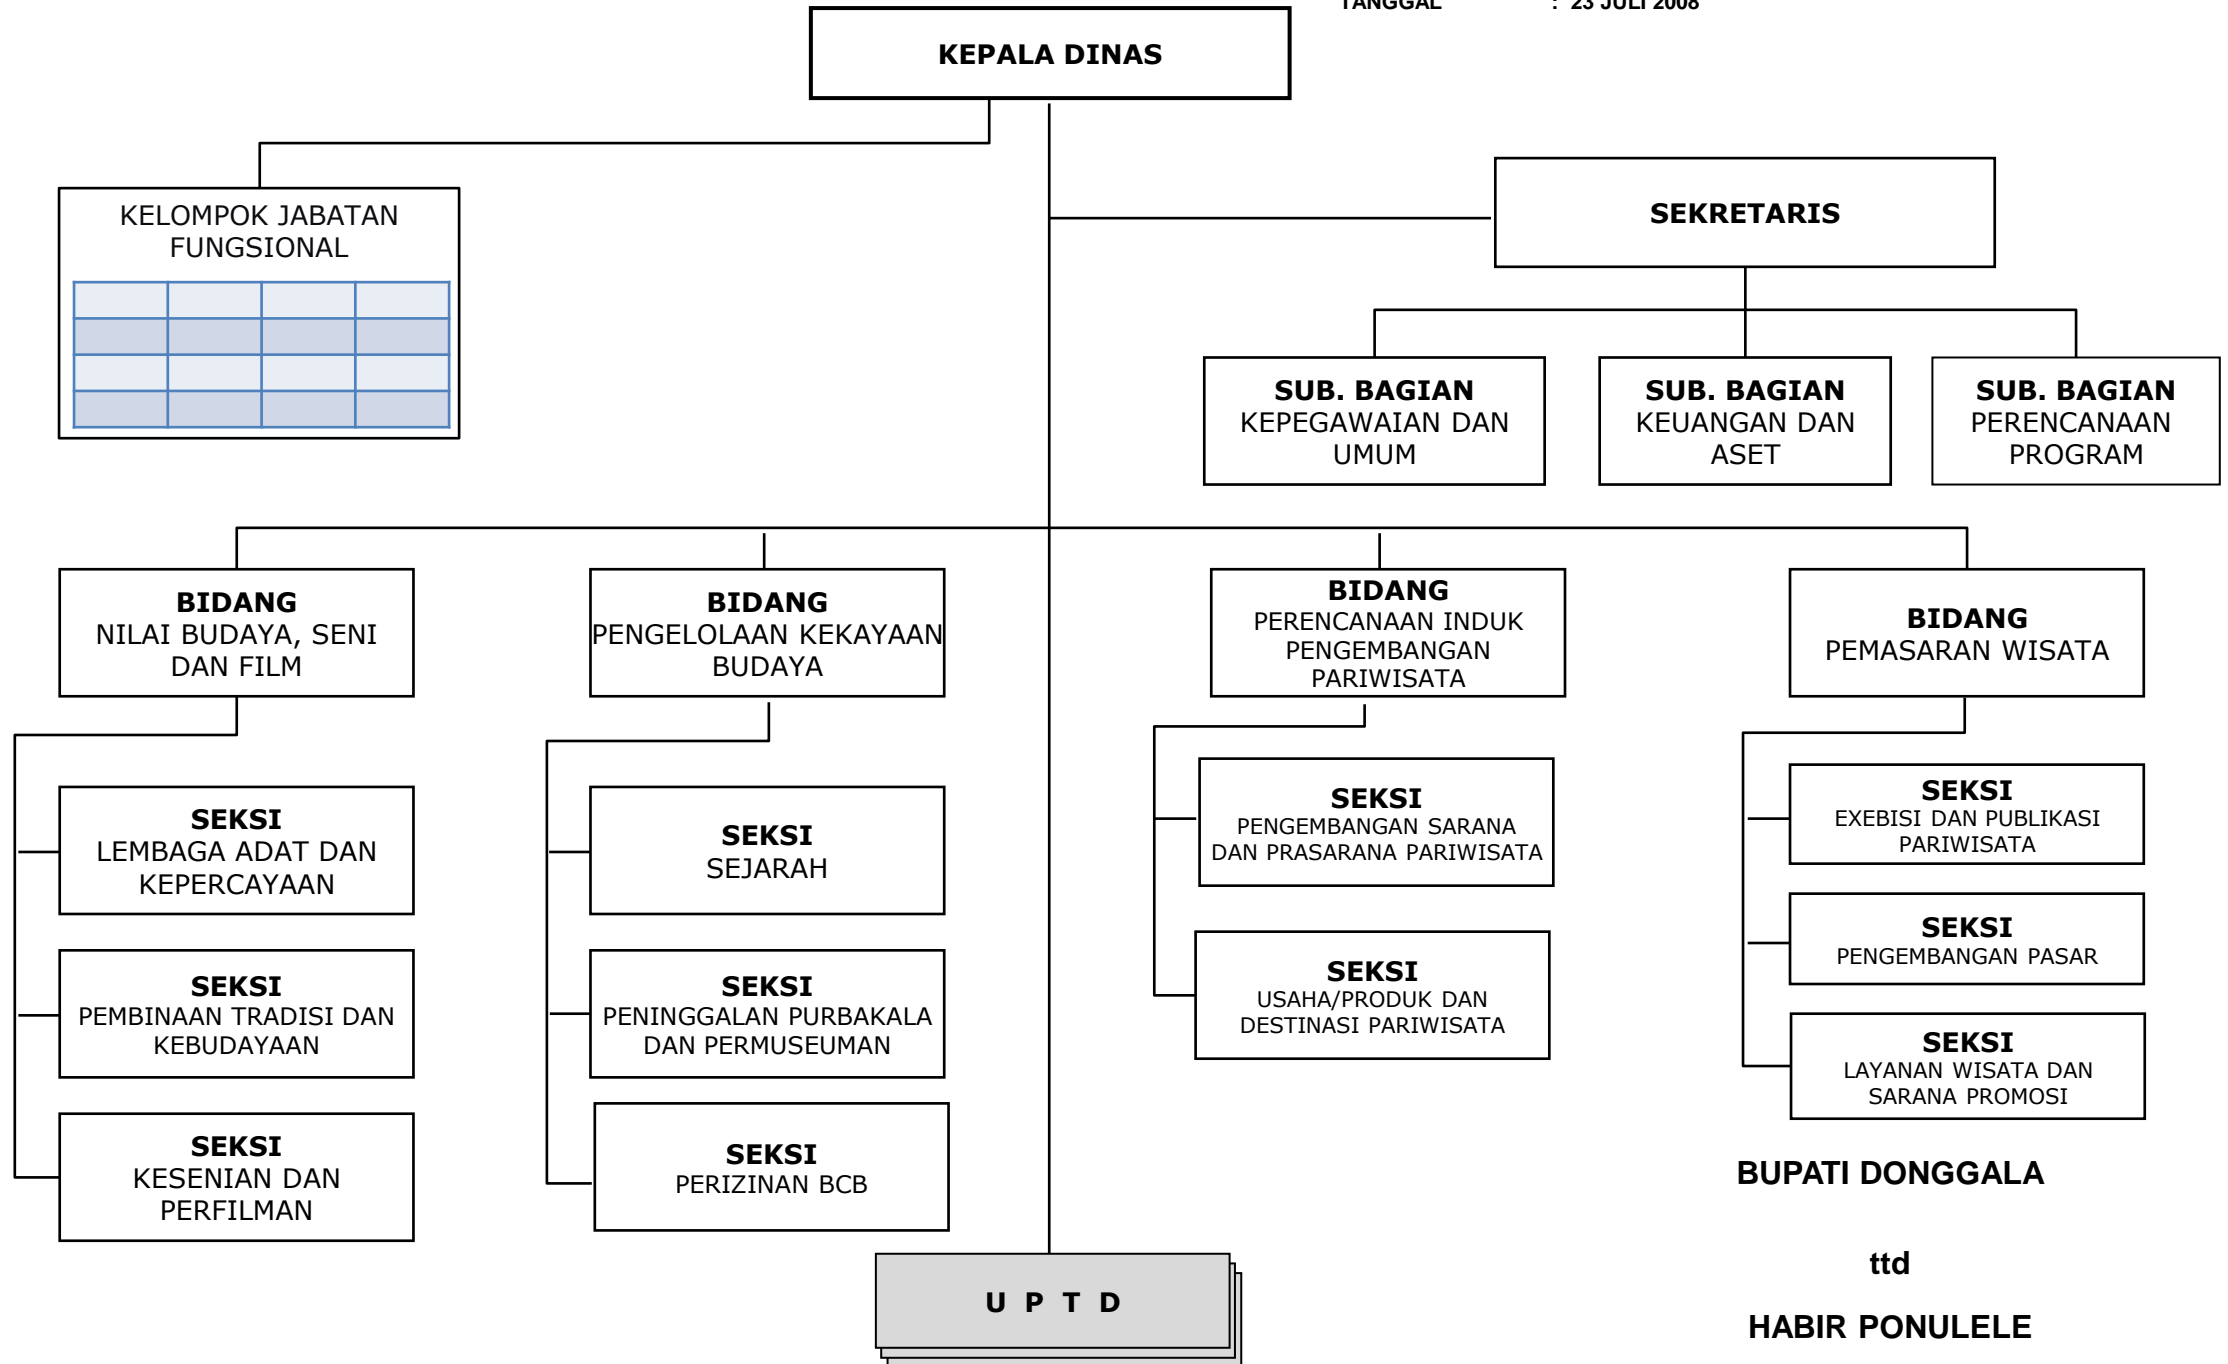 TANGGAL : 23 JULI 2008
KEPALA DINAS
KELOMPOK JABATAN
FUNGSIONAL
SEKRETARIS
SUB. BAGIAN
KEPEGAWAIAN DAN
UMUM
SUB. BAGIAN
KEUANGAN DAN
ASET
SUB. BAGIAN
PERENCANAAN
PROGRAM
BIDANG
NILAI BUDAYA, SENI
DAN FILM
BIDANG
PENGELOLAAN KEKAYAAN
BUDAYA
BIDANG
PERENCANAAN INDUK
PENGEMBANGAN
PARIWISATA
BIDANG
PEMASARAN WISATA
SEKSI
LEMBAGA ADAT DAN
KEPERCAYAAN
SEKSI
PEMBINAAN TRADISI DAN
KEBUDAYAAN
SEKSI
KESENIAN DAN
PERFILMAN
SEKSI
SEJARAH
SEKSI
PENINGGALAN PURBAKALA
DAN PERMUSEUMAN
SEKSI
PERIZINAN BCB
SEKSI
PENGEMBANGAN SARANA
DAN PRASARANA PARIWISATA
SEKSI
USAHA/PRODUK DAN
DESTINASI PARIWISATA
SEKSI
EXEBISI DAN PUBLIKASI
PARIWISATA
SEKSI
PENGEMBANGAN PASAR
SEKSI
LAYANAN WISATA DAN
SARANA PROMOSI
U P T D
BUPATI DONGGALA
ttd
HABIR PONULELE